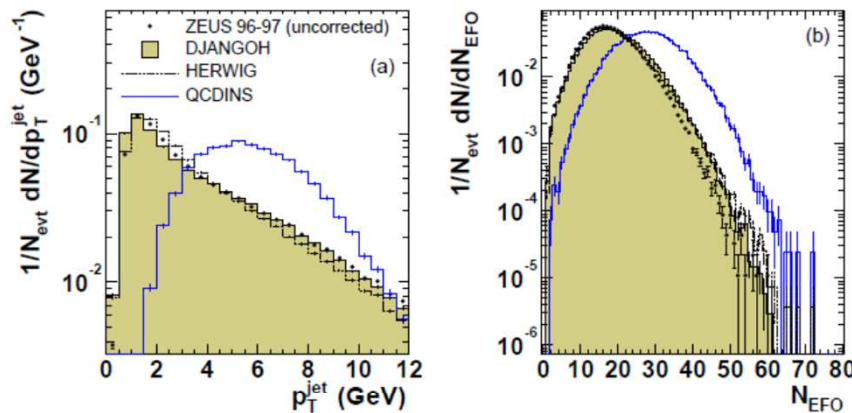 ZEUS 96-97 (uncorrected)
DJANGOH
HERWIG
QCDINS
(a)
1/N_evt dN/dp_T^jet (GeV⁻¹)
10⁻¹
10⁻²
0 2 4 6 8 10 12
p_T^jet (GeV)
(b)
1/N_evt dN/dN_EFO
10⁻²
10⁻³
10⁻⁴
10⁻⁵
10⁻⁶
0 10 20 30 40 50 60 70 80
N_EFO